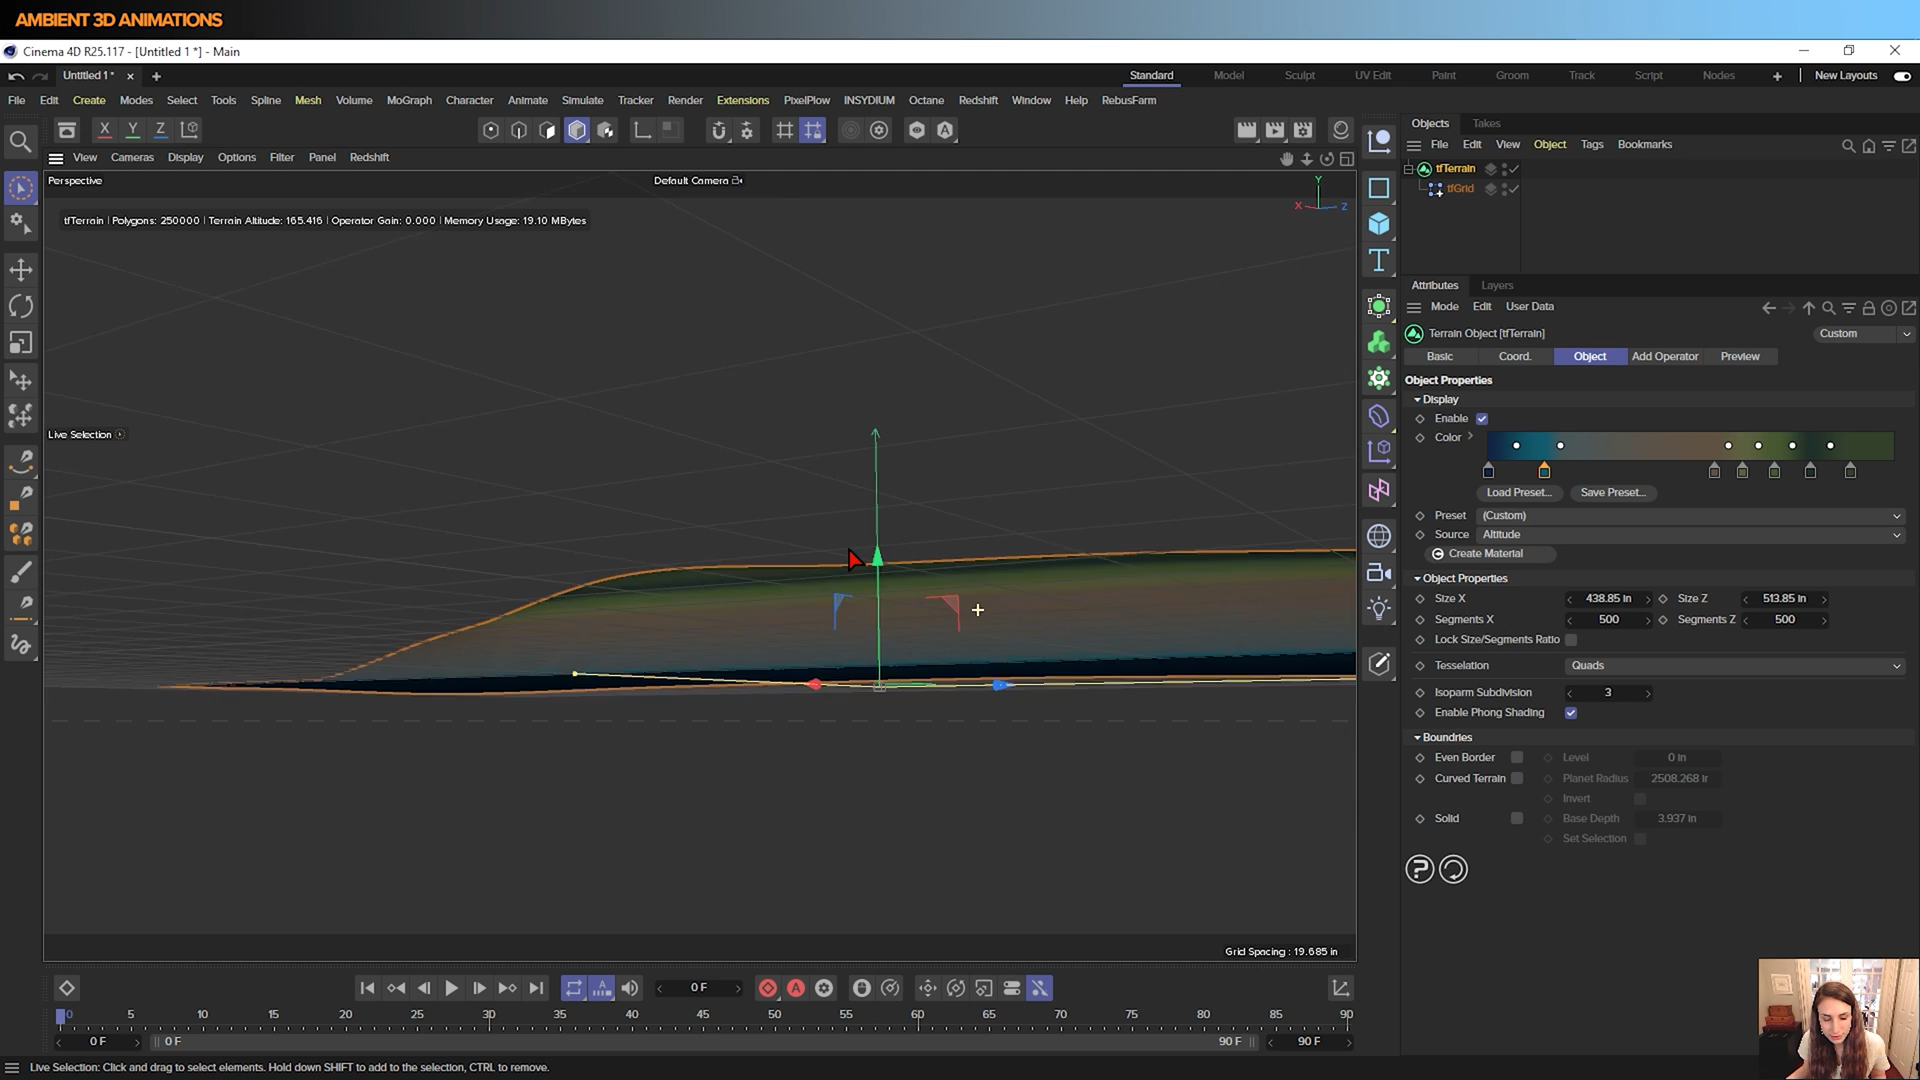 AMBIENT 3D ANIMATIONS
Cinema 4D R25.117 - [Untitled 1 *] - Main
Untitled 1 *
Standard Model Sculpt UV Edit Paint Groom Track Script Nodes New Layouts
File Edit Create Modes Select Tools Spline Mesh Volume MoGraph Character Animate Simulate Tracker Render Extensions PixelPlow INSYDIUM Octane Redshift Window Help RebusFarm
X Y Z
View Cameras Display Options Filter Panel Redshift
Perspective
Default Camera
Y
X Z
tfTerrain | Polygons: 250000 | Terrain Altitude: 165.416 | Operator Gain: 0.000 | Memory Usage: 19.10 MBytes
Live Selection
Grid Spacing : 19.685 in
Objects Takes
File Edit View Object Tags Bookmarks
tfTerrain
tfGrid
Attributes Layers
Mode Edit User Data
Terrain Object [tfTerrain]
Custom
Basic Coord. Object Add Operator Preview
Object Properties
Display
Enable
Color
Load Preset... Save Preset...
Preset (Custom)
Source Altitude
Create Material
Object Properties
Size X 438.85 in Size Z 513.85 in
Segments X 500 Segments Z 500
Lock Size/Segments Ratio
Tesselation Quads
Isoparm Subdivision 3
Enable Phong Shading
Boundries
Even Border Level 0 in
Curved Terrain Planet Radius 2508.268 ir
Invert
Solid Base Depth 3.937 in
Set Selection
0 F
0 5 10 15 20 25 30 35 40 45 50 55 60 65 70 75 80 85 90
0 F 0 F 90 F 90 F
Live Selection: Click and drag to select elements. Hold down SHIFT to add to the selection, CTRL to remove.